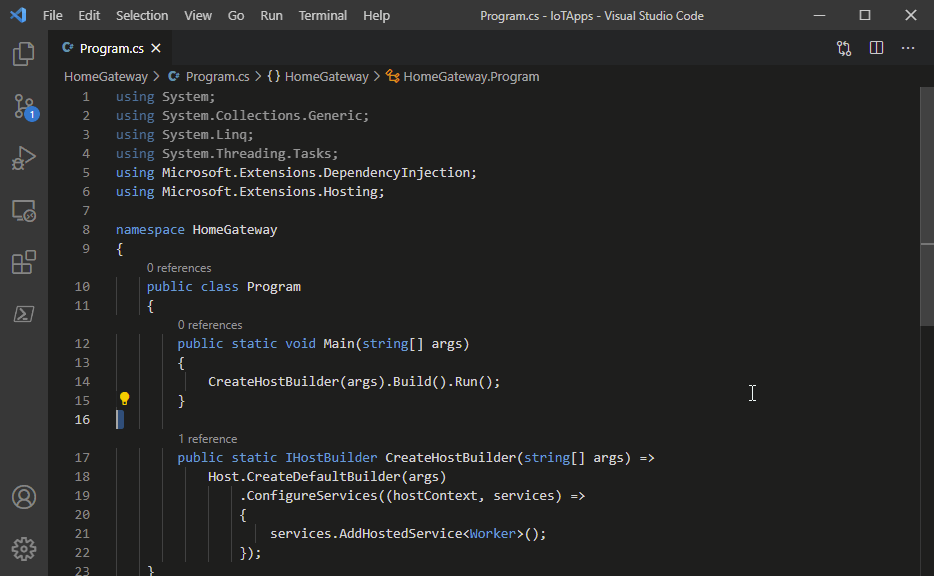 File Edit Selection View Go Run Terminal Help Program.cs - IoTApps - Visual Studio Code
C# Program.cs
HomeGateway > C# Program.cs > {} HomeGateway > HomeGateway.Program
1 using System;
2 using System.Collections.Generic;
3 using System.Linq;
4 using System.Threading.Tasks;
5 using Microsoft.Extensions.DependencyInjection;
6 using Microsoft.Extensions.Hosting;
7
8 namespace HomeGateway
9 {
0 references
10 public class Program
11 {
0 references
12 public static void Main(string[] args)
13 {
14 CreateHostBuilder(args).Build().Run();
15 }
16
1 reference
17 public static IHostBuilder CreateHostBuilder(string[] args) =>
18 Host.CreateDefaultBuilder(args)
19 .ConfigureServices((hostContext, services) =>
20 {
21 services.AddHostedService<Worker>();
22 });
23 }
1